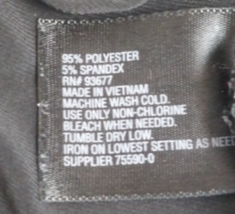 95% POLYESTER
5% SPANDEX
RN# 93677
MADE IN VIETNAM
MACHINE WASH COLD.
USE ONLY NON-CHLORINE
BLEACH WHEN NEEDED.
TUMBLE DRY LOW.
IRON ON LOWEST SETTING AS NEED
SUPPLIER 75590-0